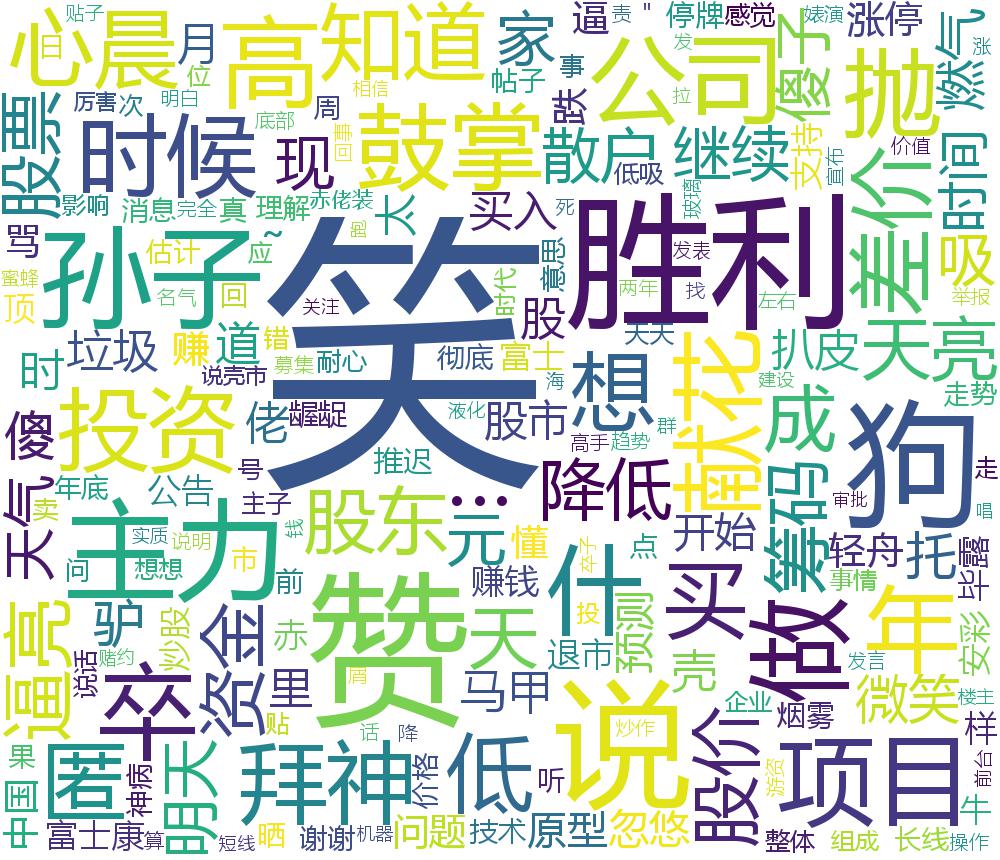 心晨
高
知道
家
逼
责
"
停牌
感觉
婊演
涨停
燃气
涨
贴子
日
月
位
帖子
事
公司
发
拉
傻子
抛
股票
厉害
次
明白
时候
底部
现
回事
周
相信
鼓掌
跌
散户
继续
支持
宣布
价值
差价
时间
影响
消息
完全
真
理解
赤佬装
太
买入
低吸
玻璃
死
跑
骂
孙子
估计
应
~
笑
胜利
意思
发表
找
两年
左右
吸
举报
蜜蜂
顶
名气
回
关注
时代
股
天天
时
垃圾
赚
道
错
募集
耐心
彻底
富士
想
献花
扒皮
天亮
走势
建设
说壳市
傻
投资
佬
龌龊
液化
海
股市
高手
趋势
群
成
狗
号
推迟
降低
走
天气
年底
卖
公告
主子
股东
…
元
懂
筹码
审批
唱
主力
实质
说明
钱
市
前
赚钱
什
卒子
点
开始
轻舟
托
毕露
问
想想
买
事情
逼亮
驴
炒股
资金
赞
天
退市
投
预测
做
年
安彩
赤
里
说话
赌约
卒
屑
马甲
说
壳
发言
微笑
楼主
企业
烟雾
样
贴
话
降
炒作
股价
项目
前台
中国
果
匿
神病
明天
拜神
价格
低
听
游资
牛
富士康
算
短线
晒
谢谢
机器
问题
技术
原型
忽悠
整体
组成
长线
操作